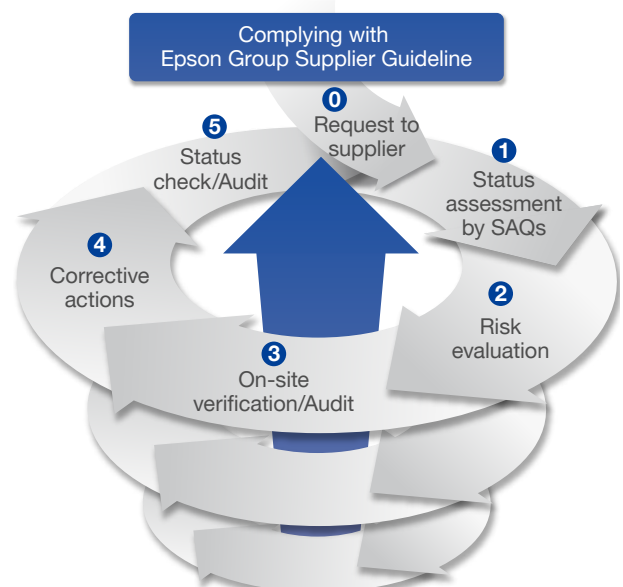 Complying with
Epson Group Supplier Guideline
0
Request to
supplier
1
Status
assessment
by SAQs
2
Risk
evaluation
3
On-site
verification/Audit
4
Corrective
actions
5
Status
check/Audit